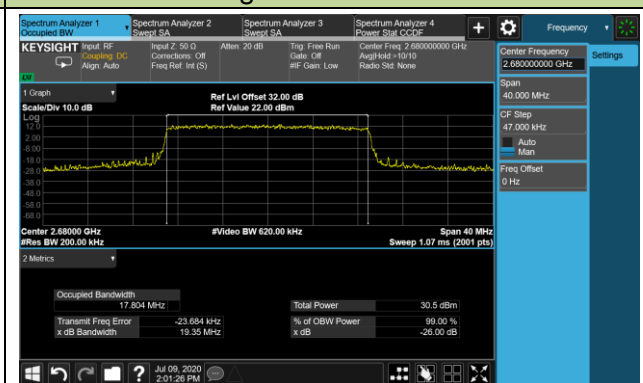 Spectrum Analyzer 1
Occupied BW
Spectrum Analyzer 2
Swept SA
Spectrum Analyzer 3
Swept SA
Spectrum Analyzer 4
Power Stat CCDF
+
Frequency
KEYSIGHT
Input: RF
Coupling: DC
Align: Auto
Input Z: 50 Ω
Corrections: Off
Freq Ref: Int (S)
Atten: 20 dB
Trig: Free Run
Gate: Off
#IF Gain: Low
Center Freq: 2.680000000 GHz
Avg|Hold:>10/10
Radio Std: None
Center Frequency
2.680000000 GHz
Settings
Span
40.000 MHz
CF Step
47.000 kHz
Auto
Man
Freq Offset
0 Hz
1 Graph
Scale/Div 10.0 dB
Ref Lvl Offset 32.00 dB
Ref Value 22.00 dBm
Log
12.0
2.00
-8.00
-18.0
-28.0
-38.0
-48.0
-58.0
-68.0
Center 2.68000 GHz
#Video BW 620.00 kHz
Span 40 MHz
#Res BW 200.00 kHz
Sweep 1.07 ms (2001 pts)
2 Metrics
Occupied Bandwidth
17.804 MHz
Total Power 30.5 dBm
Transmit Freq Error -23.684 kHz
% of OBW Power 99.00 %
x dB Bandwidth 19.35 MHz
x dB -26.00 dB
?
Jul 09, 2020
2:01:26 PM